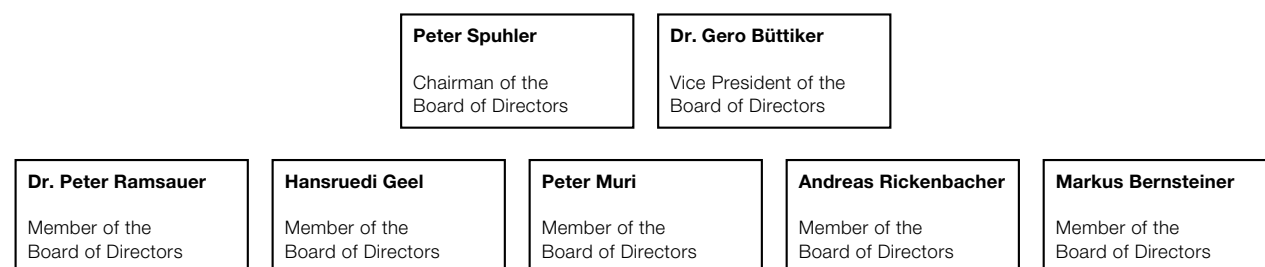 Peter Spuhler
Chairman of the
Board of Directors
Dr. Gero Büttiker
Vice President of the
Board of Directors
Dr. Peter Ramsauer
Member of the
Board of Directors
Hansruedi Geel
Member of the
Board of Directors
Peter Muri
Member of the
Board of Directors
Andreas Rickenbacher
Member of the
Board of Directors
Markus Bernsteiner
Member of the
Board of Directors